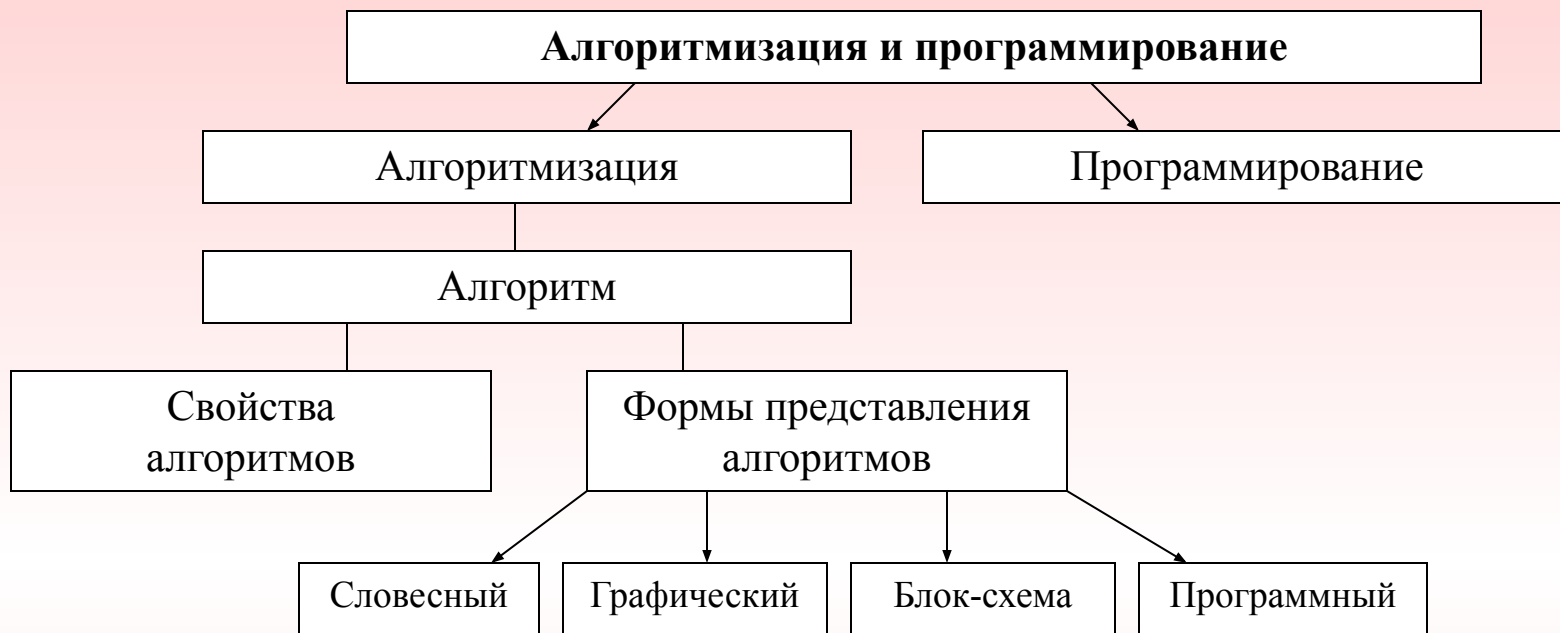 Алгоритмизация и программирование
Алгоритмизация
Программирование
Алгоритм
Свойства
алгоритмов
Формы представления
алгоритмов
Словесный
Графический
Блок-схема
Программный